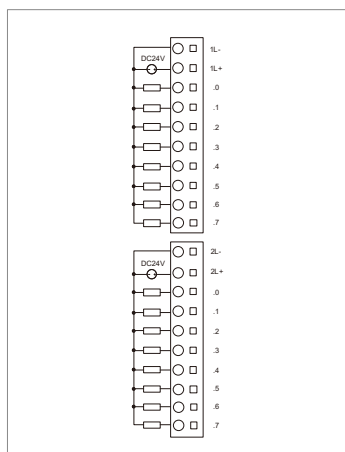 1L-
DC24V
1L+
.0
.1
.2
.3
.4
.5
.6
.7
2L-
DC24V
2L+
.0
.1
.2
.3
.4
.5
.6
.7